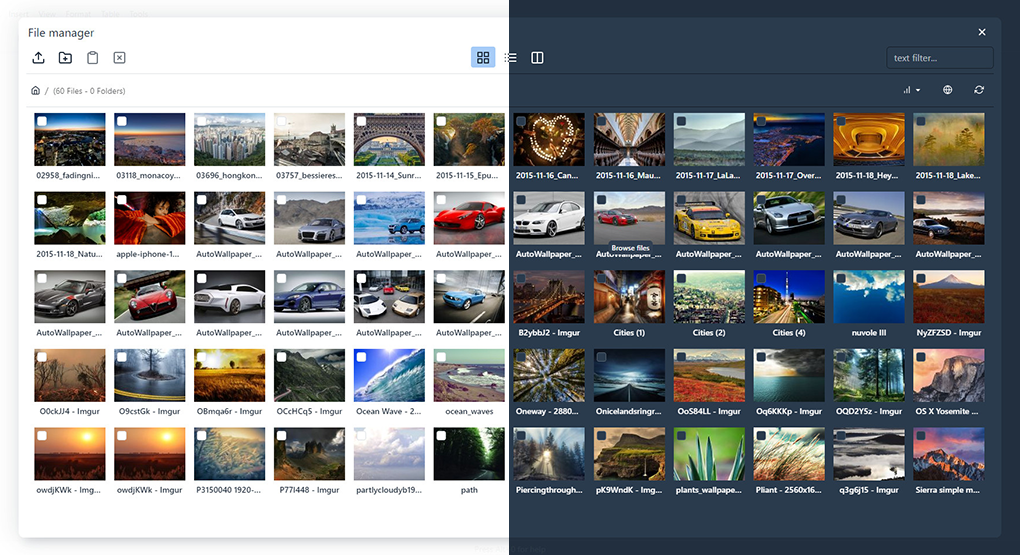 File manager
text filter...
/ (60 Files - 0 Folders)
02958_fadingni... 03118_monacoy... 03696_hongkon... 03757_bessieres... 2015-11-14_Sunr... 2015-11-15_Epu... 2015-11-16_Can... 2015-11-16_Mau... 2015-11-17_LaLa... 2015-11-17_Over... 2015-11-18_Hey... 2015-11-18_Lake...
Browse files
2015-11-18_Natu... apple-iphone-1... AutoWallpaper_... AutoWallpaper_... AutoWallpaper_... AutoWallpaper_... AutoWallpaper_... AutoWallpaper_... AutoWallpaper_... AutoWallpaper_... AutoWallpaper_... AutoWallpaper_...
AutoWallpaper_... AutoWallpaper_... AutoWallpaper_... AutoWallpaper_... AutoWallpaper_... AutoWallpaper_... B2ybbJ2 - Imgur Cities (1) Cities (2) Cities (4) nuvole III NyZFZSD - Imgur
O0ckJJ4 - Imgur O9cstGk - Imgur OBmqa6r - Imgur OCcHCq5 - Imgur Ocean Wave - 2... ocean_waves Oneway - 2880... Onicelandsringr... OoS84LL - Imgur Oq6KKKp - Imgur OQD2Y5z - Imgur OS X Yosemite ...
owdjKWk - Img... owdjKWk - Imgur P3150040 1920-... P77I448 - Imgur partlycloudyb19... path Piercingthrough... pK9WndK - Img... plants_wallpape... Pliant - 2560x16... q3g6j15 - Imgur Sierra simple m...